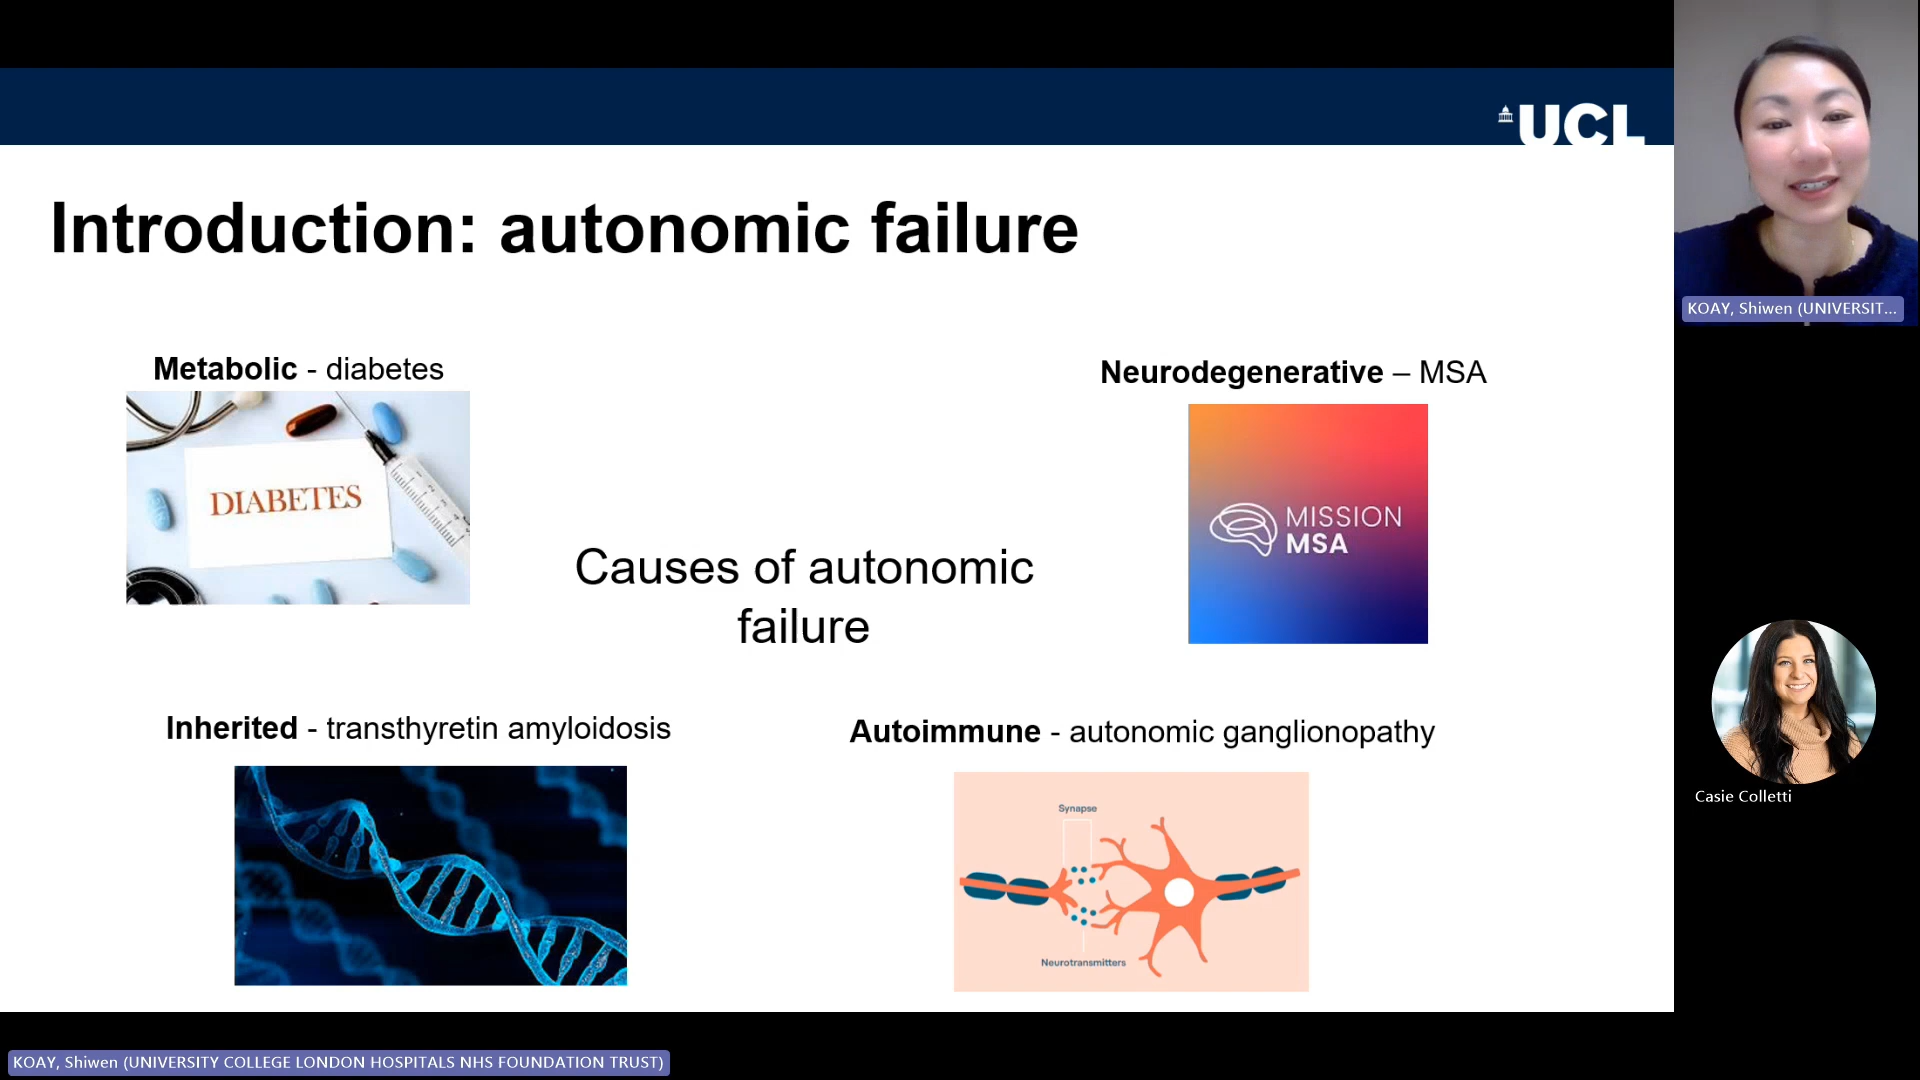 UCL
Introduction: autonomic failure
Metabolic - diabetes
Neurodegenerative – MSA
DIABETES
MISSION
MSA
Causes of autonomic
failure
Inherited - transthyretin amyloidosis
Autoimmune - autonomic ganglionopathy
Synapse
Neurotransmitters
KOAY, Shiwen (UNIVERSIT...
Casie Colletti
KOAY, Shiwen (UNIVERSITY COLLEGE LONDON HOSPITALS NHS FOUNDATION TRUST)